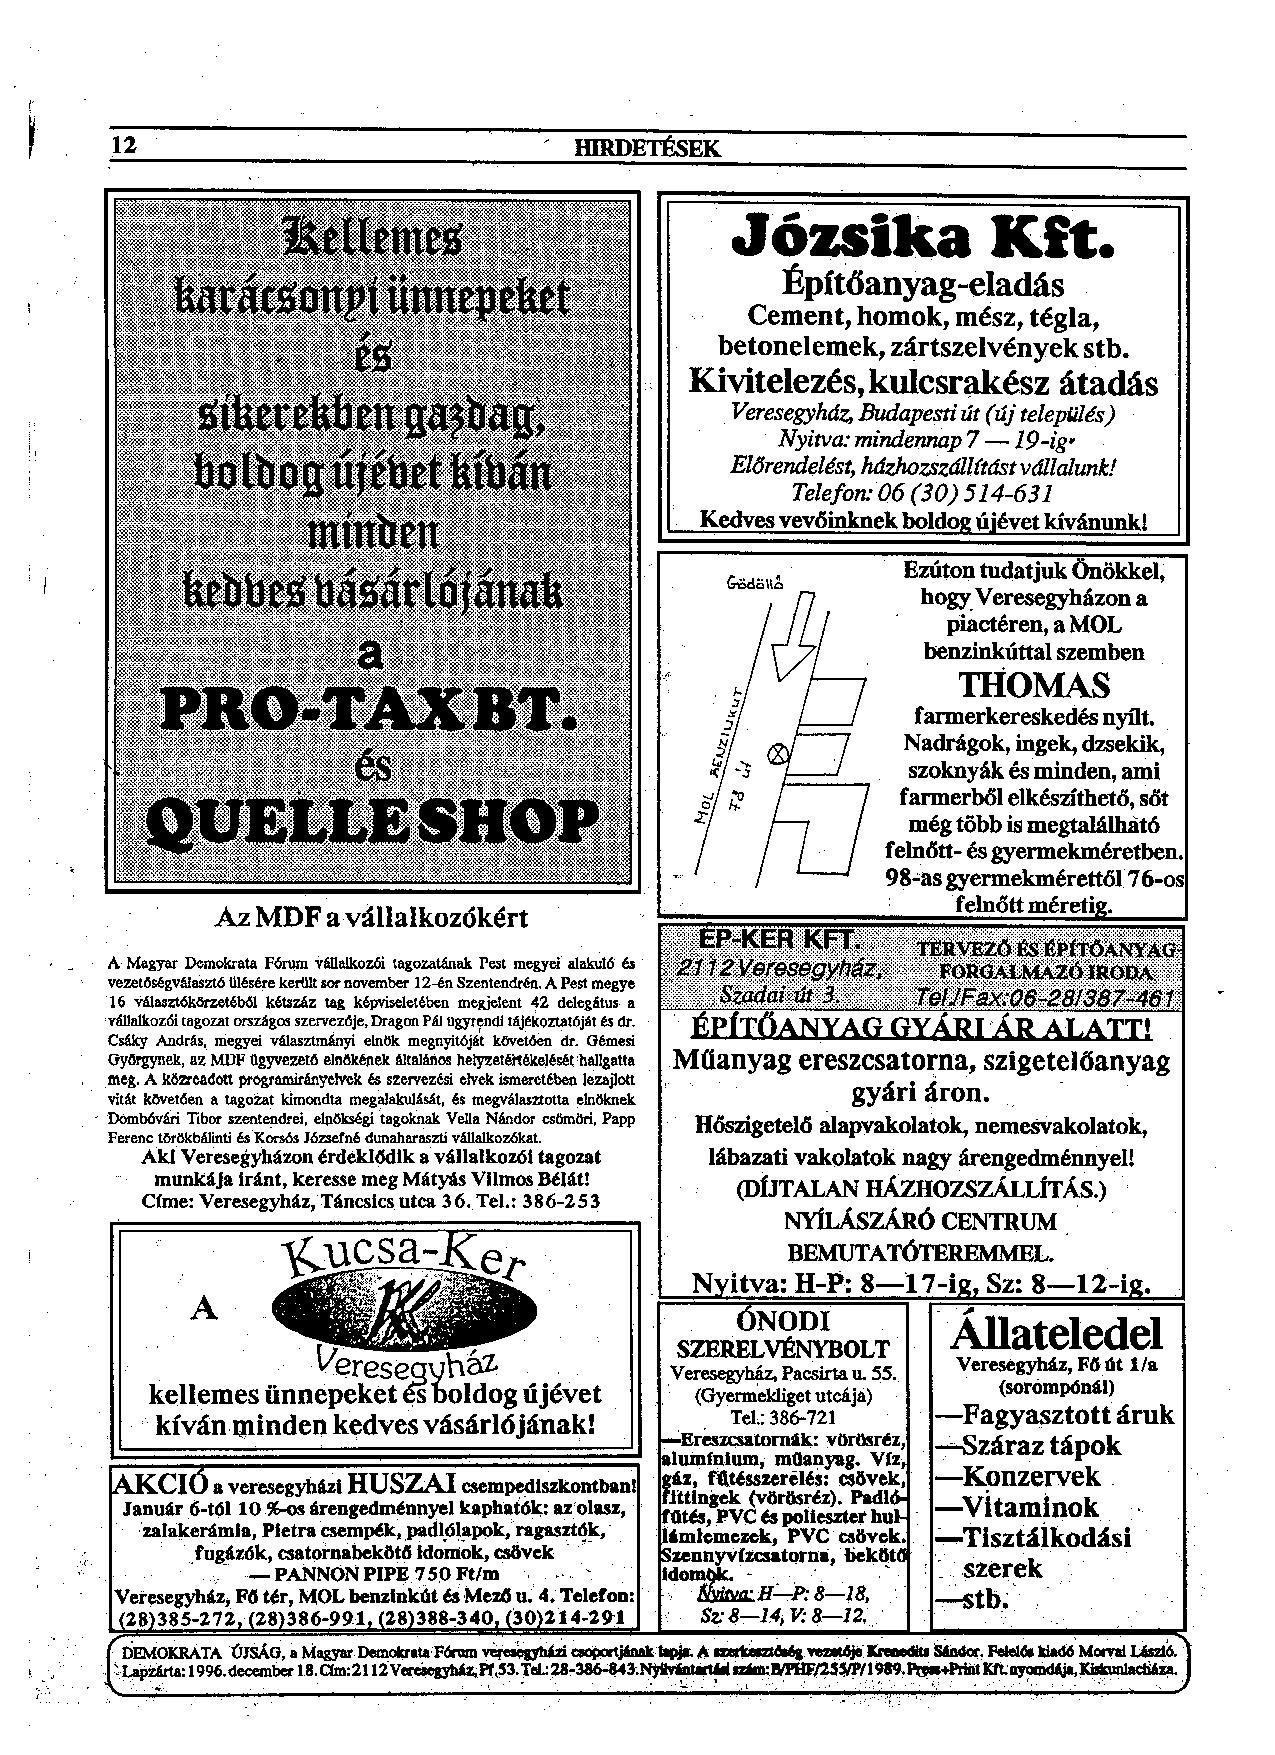 12
HIRDETÉSEK
Kellemes
karácsonyi ünnepeket
és
sikerekben gazdag,
boldog újévet kíván
minden
kedves vásárlójának
a
PRO-TAX BT.
és
QUELLE SHOP
Az MDF a vállalkozókért
A Magyar Demokrata Fórum vállalkozói tagozatának Pest megyei alakuló és
vezetőségválasztó ülésére került sor november 12-én Szentendrén. A Pest megye
16 választókörzetéből kétszáz tag képviseletében megjelent 42 delegátus a
vállalkozói tagozat országos szervezője, Dragon Pál ügyrendi tájékoztatóját és dr.
Csáky András, megyei választmányi elnök megnyitóját követően dr. Gémesi
Györgynek, az MDF ügyvezető elnökének általános helyzetértékelését hallgatta
meg. A közreadott programirányelvek és szervezési elvek ismeretében lezajlott
vitát követően a tagozat kimondta megalakulását, és megválasztotta elnöknek
Dombóvári Tibor szentendrei, elnökségi tagoknak Vella Nándor csömöri, Papp
Ferenc törökbálinti és Korsós Józsefné dunaharaszti vállalkozókat.
Aki Veresegyházon érdeklődik a vállalkozói tagozat
munkája iránt, keresse meg Mátyás Vilmos Bélát!
Címe: Veresegyház, Táncsics utca 36. Tel.: 386-253
Kucsa-Ker
A
Veresegyház
kellemes ünnepeket és boldog újévet
kíván minden kedves vásárlójának!
AKCIÓ a veresegyházi HUSZAI csempediszkontban!
Január 6-tól 10 %-os árengedménnyel kaphatók: az olasz,
zalakerámia, Pietra csempék, padlólapok, ragasztók,
fugázók, csatornabekötő idomok, csövek
— PANNON PIPE 750 Ft/m
Veresegyház, Fő tér, MOL benzinkút és Mező u. 4. Telefon:
(28)385-272, (28)386-991, (28)388-340, (30)214-291
Józsika Kft.
Építőanyag-eladás
Cement, homok, mész, tégla,
betonelemek, zártszelvények stb.
Kivitelezés, kulcsrakész átadás
Veresegyház, Budapesti út (új település)
Nyitva: mindennap 7 — 19-ig
Előrendelést, házhozszállítást vállalunk!
Telefon: 06 (30) 514-631
Kedves vevőinknek boldog újévet kívánunk!
Gödöllő
MOL BENZINKÚT
FŐ ÚT
Ezúton tudatjuk Önökkel,
hogy Veresegyházon a
piactéren, a MOL
benzinkúttal szemben
THOMAS
farmerkereskedés nyílt.
Nadrágok, ingek, dzsekik,
szoknyák és minden, ami
farmerből elkészíthető, sőt
még több is megtalálható
felnőtt- és gyermekméretben.
98-as gyermekmérettől 76-os
felnőtt méretig.
ÉP-KER KFT.
2112 Veresegyház,
Szadai út 3.
TERVEZŐ ÉS ÉPÍTŐANYAG-
FORGALMAZÓ IRODA
Tel./Fax: 06-28/387-461
ÉPÍTŐANYAG GYÁRI ÁR ALATT!
Műanyag ereszcsatorna, szigetelőanyag
gyári áron.
Hőszigetelő alapvakolatok, nemesvakolatok,
lábazati vakolatok nagy árengedménnyel!
(DÍJTALAN HÁZHOZSZÁLLÍTÁS.)
NYÍLÁSZÁRÓ CENTRUM
BEMUTATÓTEREMMEL.
Nyitva: H-P: 8—17-ig, Sz: 8—12-ig.
ÓNODI
SZERELVÉNYBOLT
Veresegyház, Pacsirta u. 55.
(Gyermekliget utcája)
Tel.: 386-721
—Ereszcsatornák: vörösréz,
alumínium, műanyag. Víz,
gáz, fűtésszerelés: csövek,
fittingek (vörösréz). Padló-
fűtés, PVC és poliészter hul-
lámlemezek, PVC csövek.
Szennyvízcsatorna, bekötő
idomok.
Nyitva: H—P: 8—18,
Sz: 8—14, V: 8—12.
Állateledel
Veresegyház, Fő út 1/a
(sorompónál)
—Fagyasztott áruk
—Száraz tápok
—Konzervek
—Vitaminok
—Tisztálkodási
szerek
—stb.
DEMOKRATA ÚJSÁG, a Magyar Demokrata Fórum veresegyházi csoportjának lapja. A szerkesztőség vezetője Krenedits Sándor. Felelős kiadó Morvai László.
Lapzárta: 1996. december 18. Cím: 2112 Veresegyház, Pf. 53. Tel.: 28-386-843. Nyilvántartási szám: B/PHF/255/P/1989. Press+Print Kft. nyomdája, Kiskunlacháza.